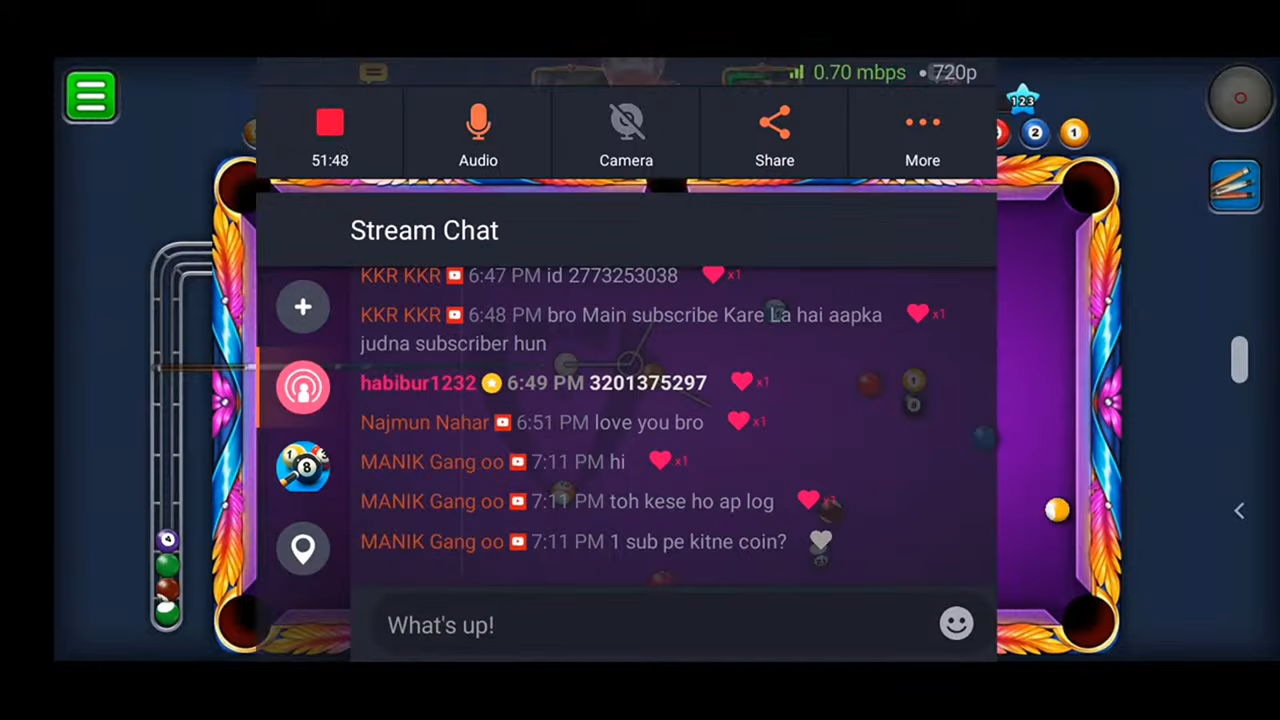 0.70 mbps • 720p
123
51:48
Audio
Camera
Share
More
2
1
Stream Chat
KKR KKR 6:47 PM id 2773253038 x1
KKR KKR 6:48 PM bro Main subscribe Kare La hai aapka x1
judna subscriber hun
habibur1232 6:49 PM 3201375297 x1
Najmun Nahar 6:51 PM love you bro x1
MANIK Gang oo 7:11 PM hi x1
MANIK Gang oo 7:11 PM toh kese ho ap log x1
MANIK Gang oo 7:11 PM 1 sub pe kitne coin?
1
8
4
What's up!